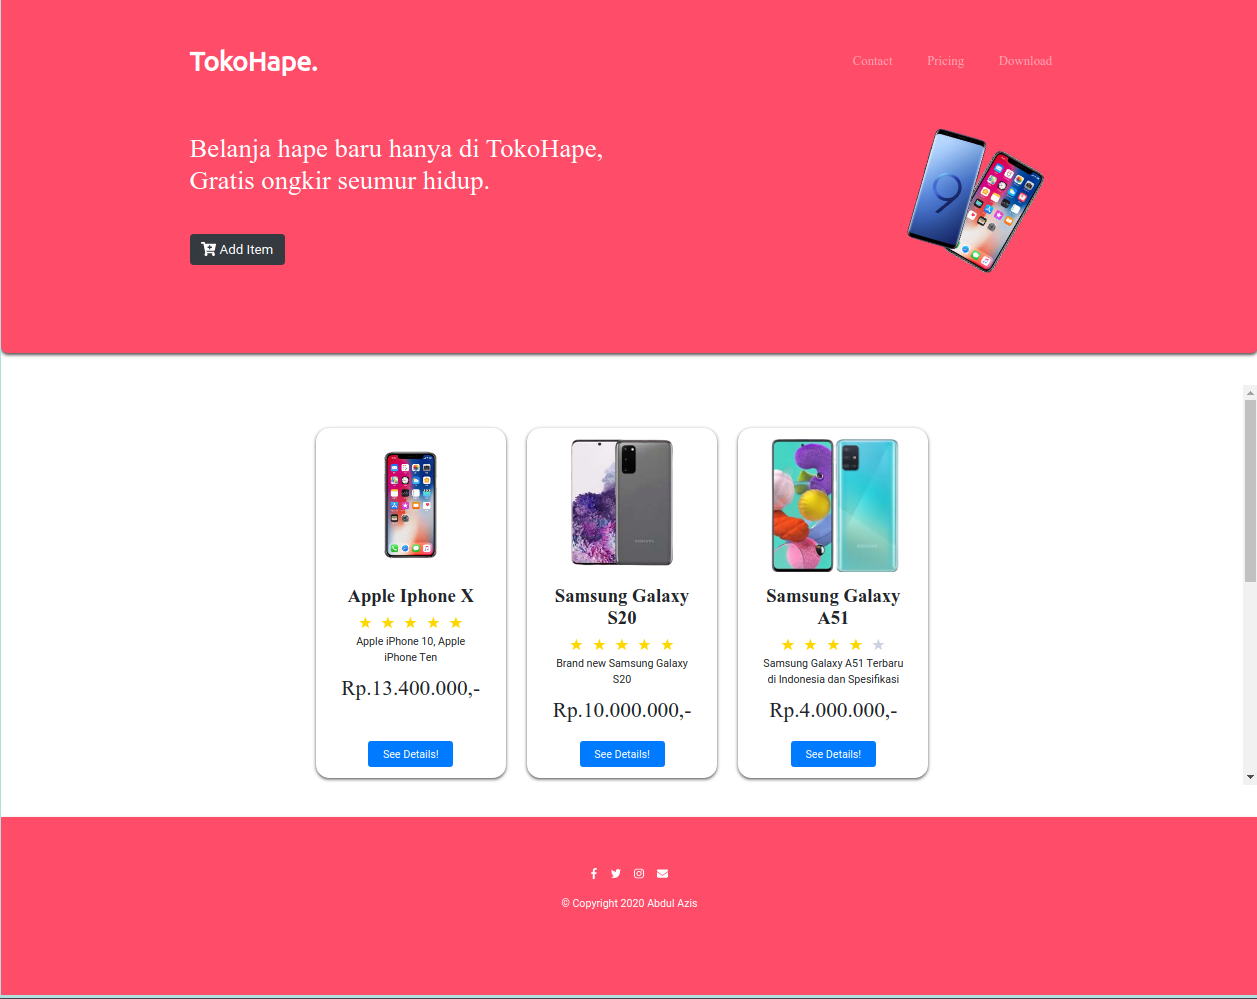 TokoHape.
Contact
Pricing
Download
Belanja hape baru hanya di TokoHape,
Gratis ongkir seumur hidup.
9
Add Item
Apple Iphone X
Apple iPhone 10, Apple
iPhone Ten
Rp.13.400.000,-
See Details!
Samsung Galaxy
S20
Brand new Samsung Galaxy
S20
Rp.10.000.000,-
See Details!
Samsung Galaxy
A51
Samsung Galaxy A51 Terbaru
di Indonesia dan Spesifikasi
Rp.4.000.000,-
See Details!
© Copyright 2020 Abdul Azis